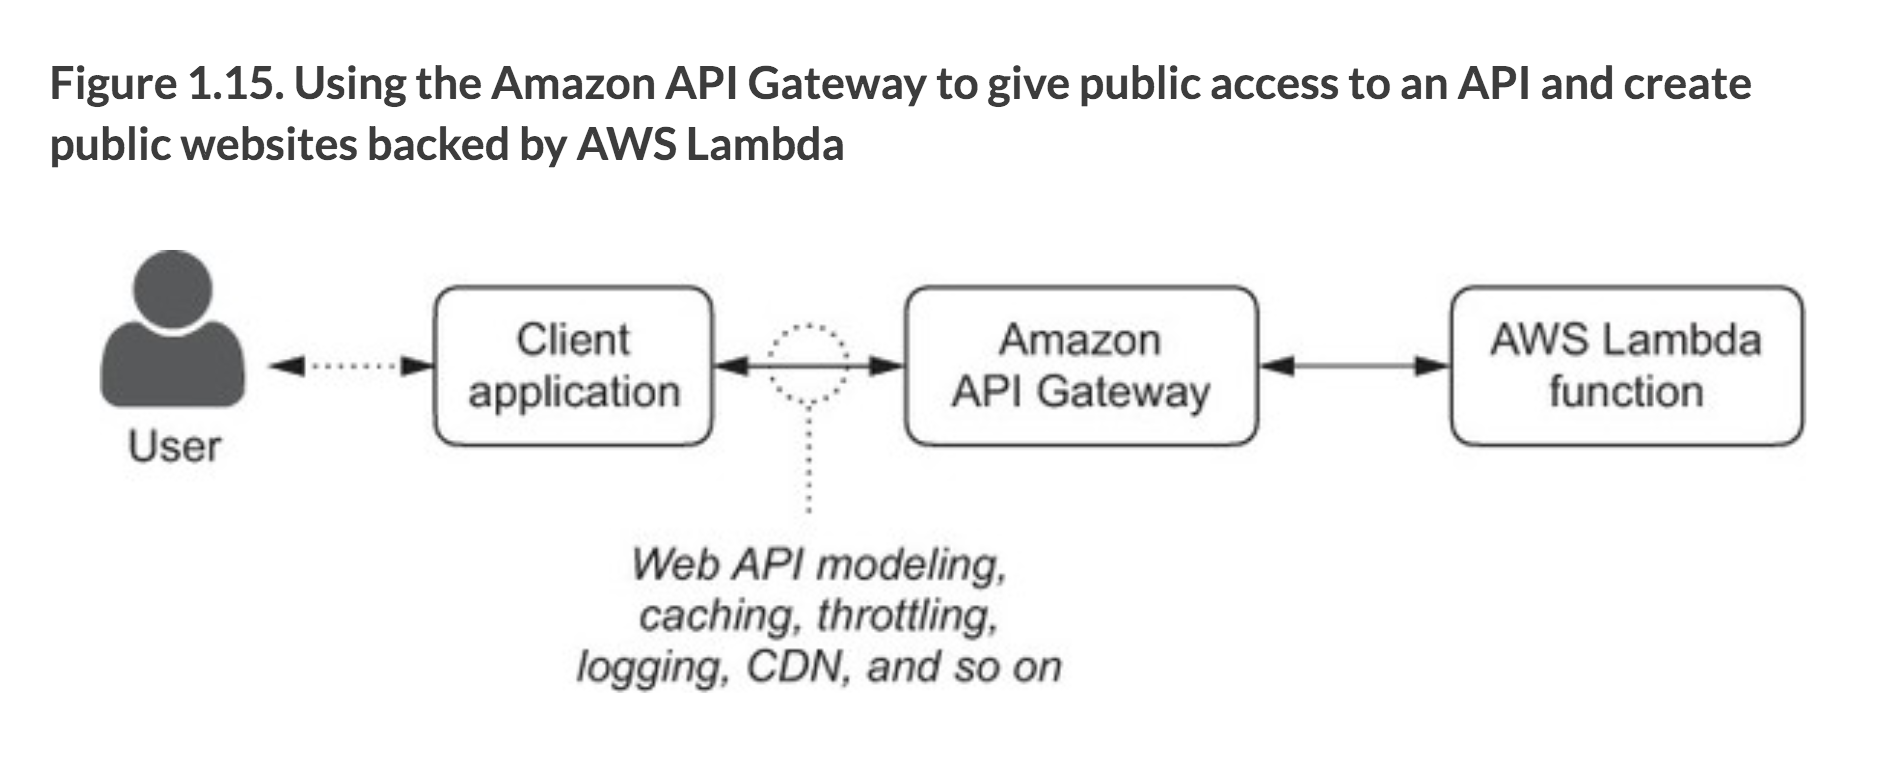 Figure 1.15. Using the Amazon API Gateway to give public access to an API and create
public websites backed by AWS Lambda
User
Client
application
Amazon
API Gateway
AWS Lambda
function
Web API modeling,
caching, throttling,
logging, CDN, and so on